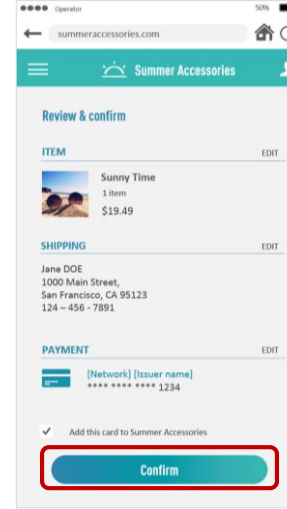 Operator 50%
summeraccessories.com
Summer Accessories
Review & confirm
ITEM EDIT
Sunny Time
1 item
$19.49
SHIPPING EDIT
Jane DOE
1000 Main Street,
San Francisco, CA 95123
124 – 456 - 7891
PAYMENT EDIT
[Network] [Issuer name]
**** **** **** 1234
Add this card to Summer Accessories
Confirm